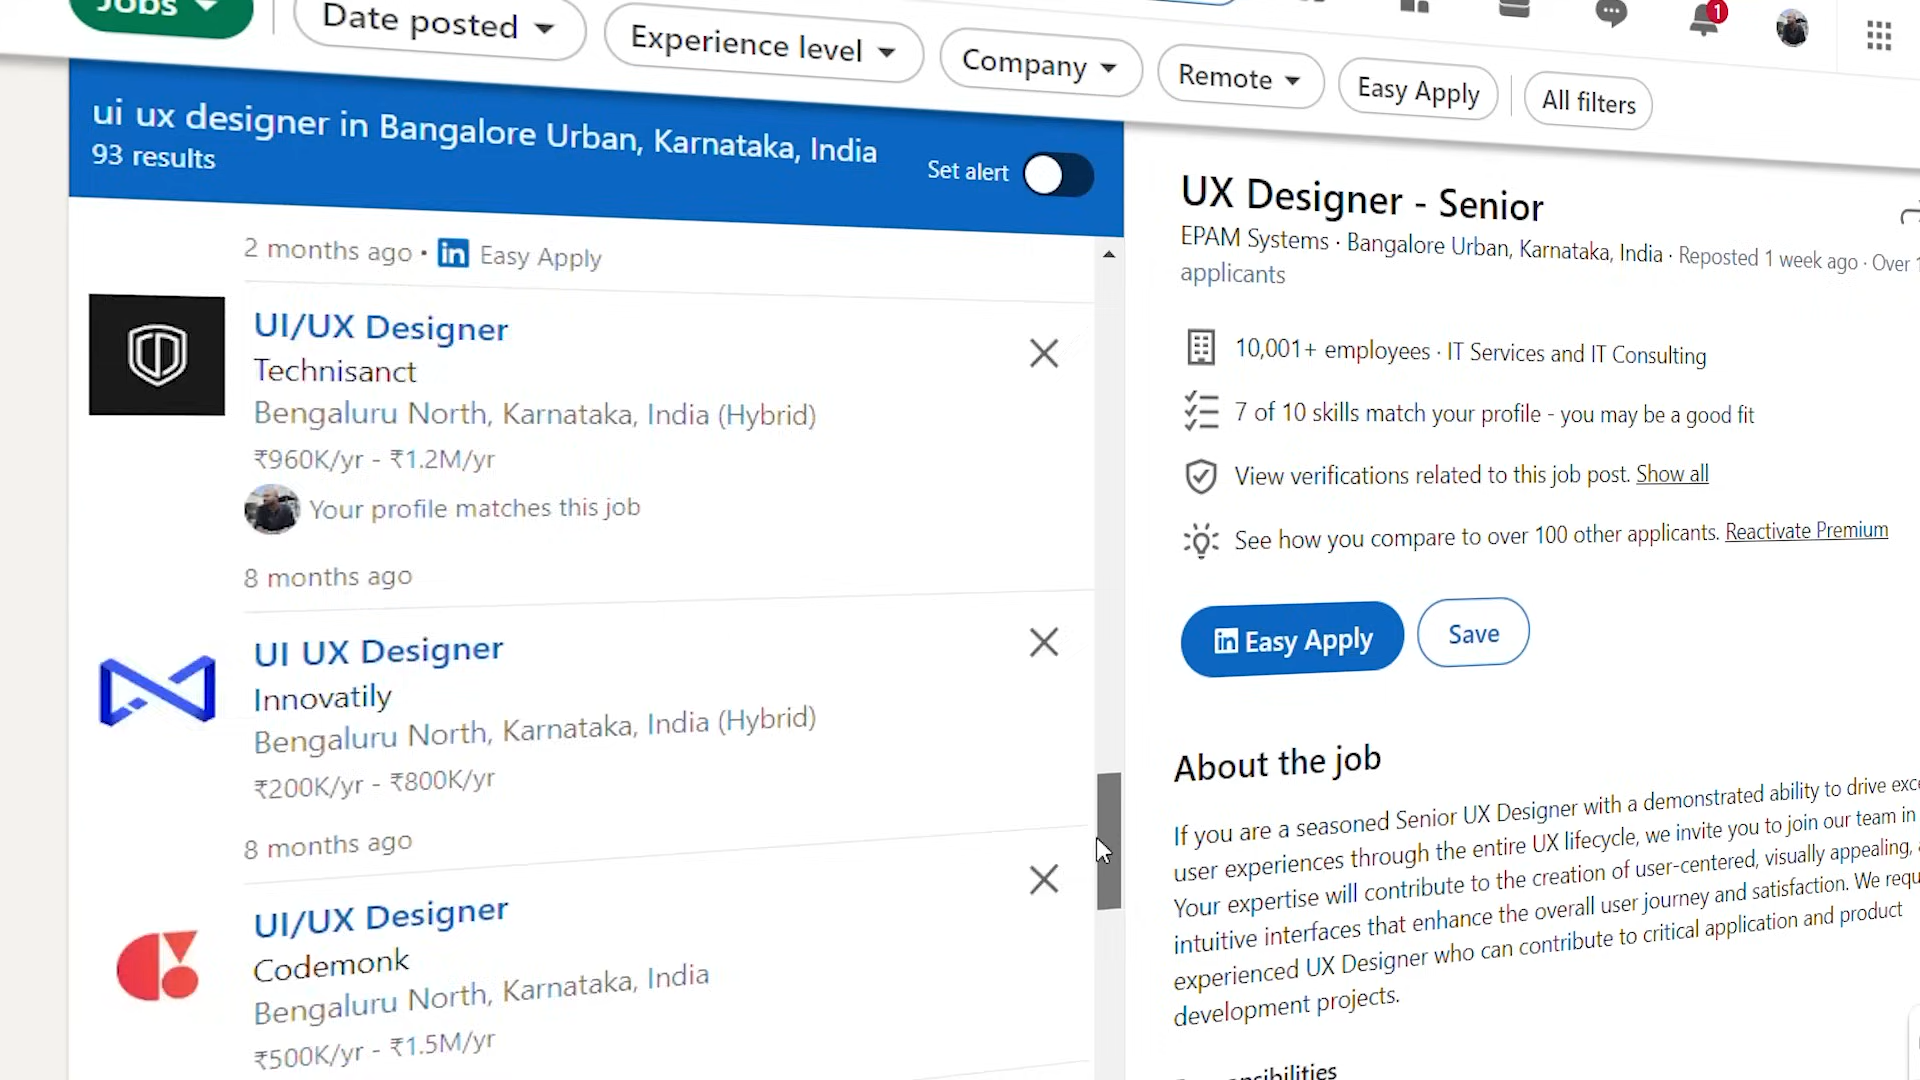 Jobs
Date posted
Experience level
Company
Remote
Easy Apply
All filters
1
ui ux designer in Bangalore Urban, Karnataka, India
93 results
Set alert
2 months ago · in Easy Apply
UI/UX Designer
Technisanct
Bengaluru North, Karnataka, India (Hybrid)
₹960K/yr - ₹1.2M/yr
Your profile matches this job
8 months ago
UI UX Designer
Innovatily
Bengaluru North, Karnataka, India (Hybrid)
₹200K/yr - ₹800K/yr
8 months ago
UI/UX Designer
Codemonk
Bengaluru North, Karnataka, India
₹500K/yr - ₹1.5M/yr
UX Designer - Senior
EPAM Systems · Bangalore Urban, Karnataka, India · Reposted 1 week ago · Over
applicants
10,001+ employees · IT Services and IT Consulting
7 of 10 skills match your profile - you may be a good fit
View verifications related to this job post. Show all
See how you compare to over 100 other applicants. Reactivate Premium
in Easy Apply
Save
About the job
If you are a seasoned Senior UX Designer with a demonstrated ability to drive
user experiences through the entire UX lifecycle, we invite you to join our team in
Your expertise will contribute to the creation of user-centered, visually appealing,
intuitive interfaces that enhance the overall user journey and satisfaction. We
experienced UX Designer who can contribute to critical application and product
development projects.